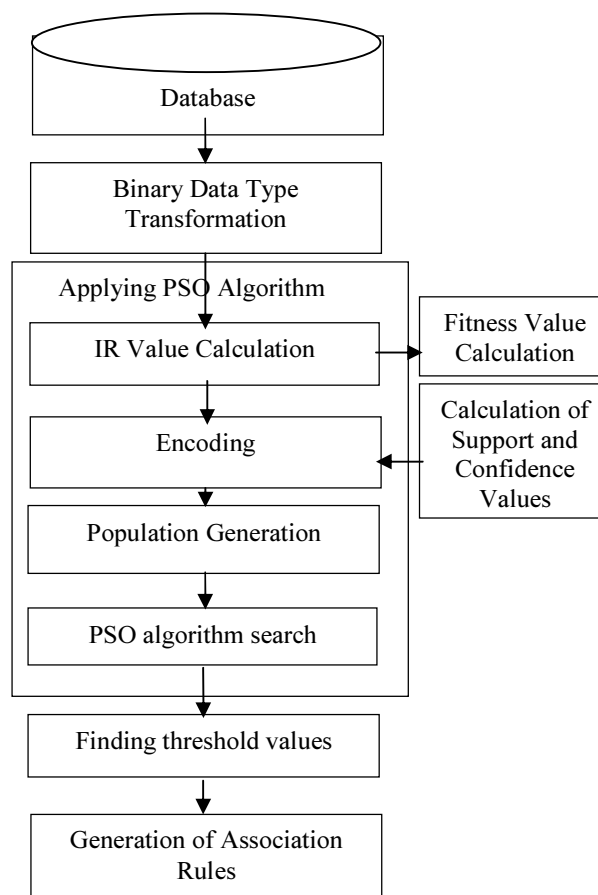 Database
Binary Data Type
Transformation
Applying PSO Algorithm
IR Value Calculation
Fitness Value
Calculation
Encoding
Calculation of
Support and
Confidence
Values
Population Generation
PSO algorithm search
Finding threshold values
Generation of Association
Rules